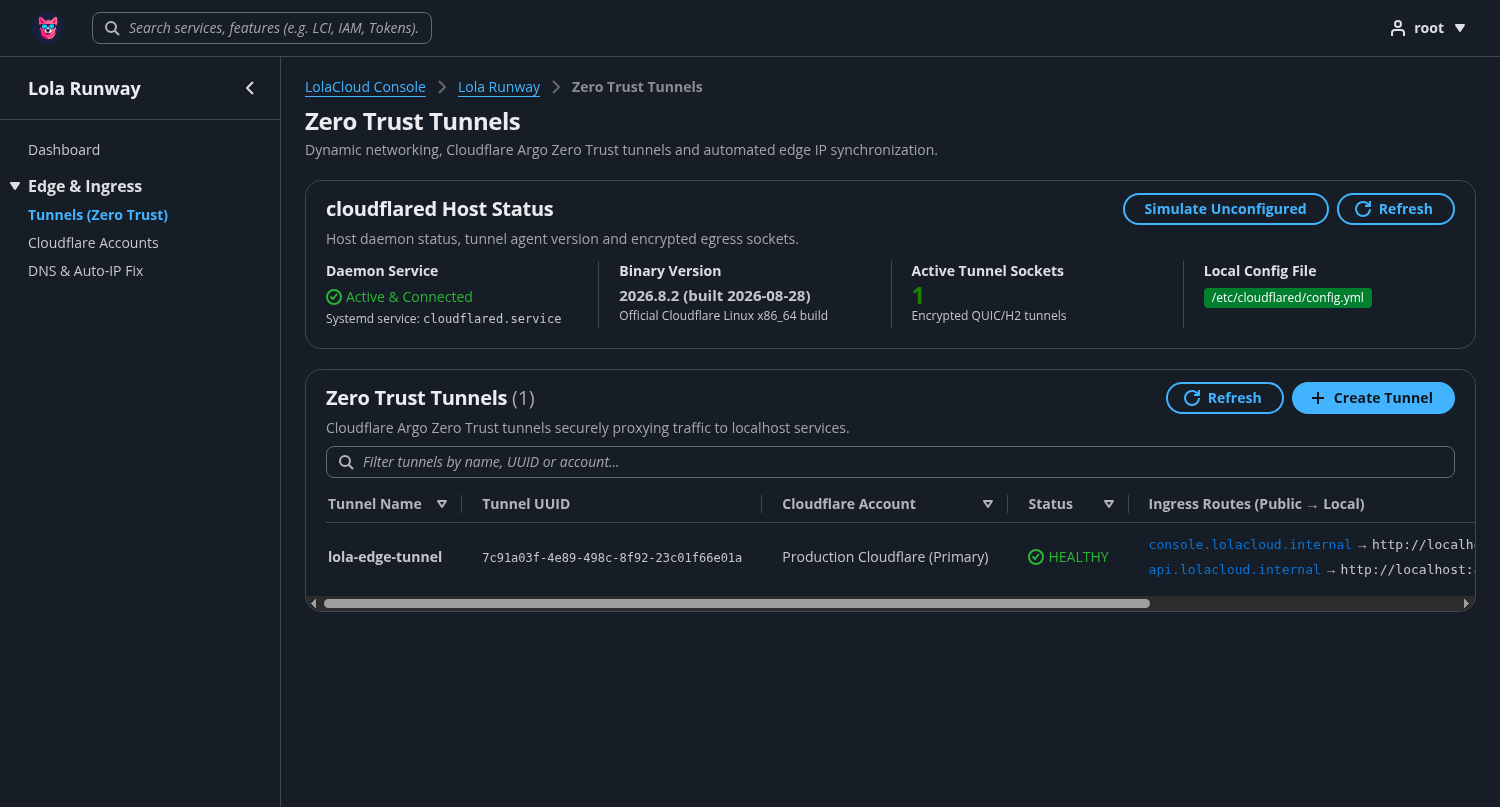 Search services, features (e.g. LCI, IAM, Tokens).
root
Lola Runway
Dashboard
Edge & Ingress
Tunnels (Zero Trust)
Cloudflare Accounts
DNS & Auto-IP Fix
LolaCloud Console
Lola Runway
Zero Trust Tunnels
Zero Trust Tunnels
Dynamic networking, Cloudflare Argo Zero Trust tunnels and automated edge IP synchronization.
cloudflared Host Status
Simulate Unconfigured
Refresh
Host daemon status, tunnel agent version and encrypted egress sockets.
Daemon Service
Active & Connected
Systemd service: cloudflared.service
Binary Version
2026.8.2 (built 2026-08-28)
Official Cloudflare Linux x86_64 build
Active Tunnel Sockets
1
Encrypted QUIC/H2 tunnels
Local Config File
/etc/cloudflared/config.yml
Zero Trust Tunnels (1)
Refresh
Create Tunnel
Cloudflare Argo Zero Trust tunnels securely proxying traffic to localhost services.
Filter tunnels by name, UUID or account...
Tunnel Name Tunnel UUID Cloudflare Account Status Ingress Routes (Public → Local)
lola-edge-tunnel 7c91a03f-4e89-498c-8f92-23c01f66e01a Production Cloudflare (Primary) HEALTHY
console.lolacloud.internal → http://localh
api.lolacloud.internal → http://localhost: